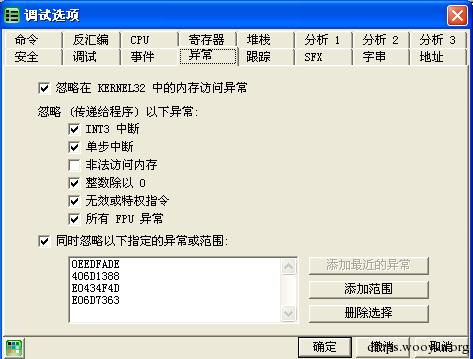 调试选项
命令 反汇编 CPU 寄存器 堆栈 分析 1 分析 2 分析 3
安全 调试 事件 异常 跟踪 SFX 字串 地址
忽略在 KERNEL32 中的内存访问异常
忽略 (传递给程序) 以下异常:
INT3 中断
单步中断
非法访问内存
整数除以 0
无效或特权指令
所有 FPU 异常
同时忽略以下指定的异常或范围:
0EEDFADE
406D1388
E0434F4D
E06D7363
添加最近的异常
添加范围
删除选择
确定 撤消 取消